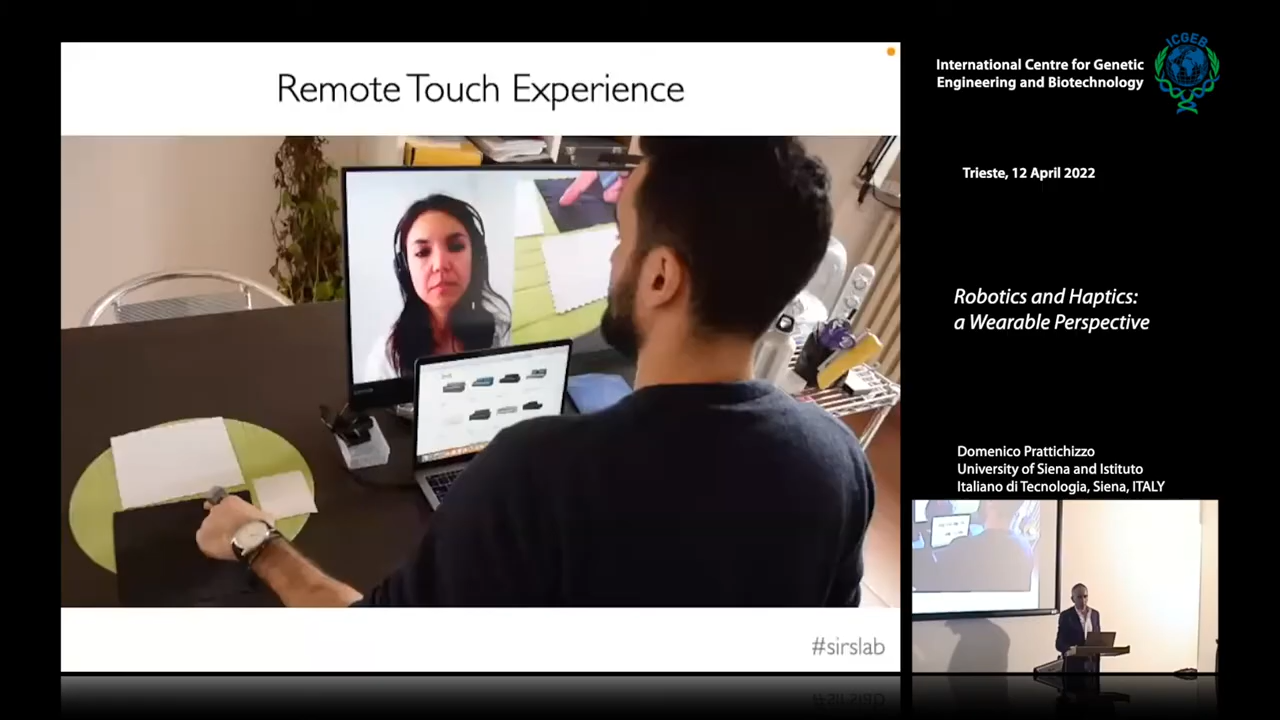 Remote Touch Experience
#sirslab
ICGEB
International Centre for Genetic
Engineering and Biotechnology
Trieste, 12 April 2022
Robotics and Haptics:
a Wearable Perspective
Domenico Prattichizzo
University of Siena and Istituto
Italiano di Tecnologia, Siena, ITALY